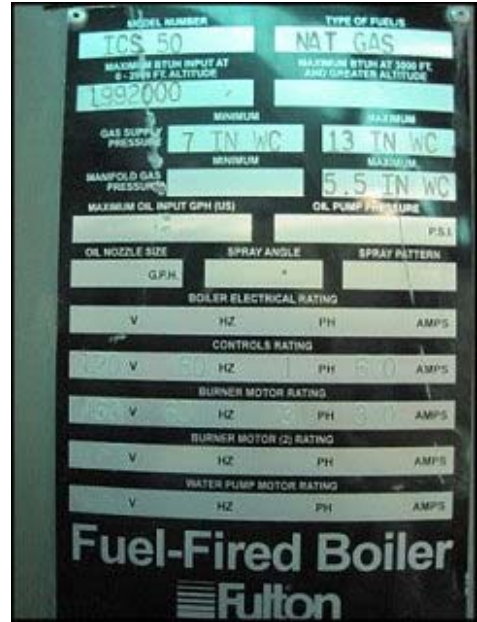 MODEL NUMBER TYPE OF FUEL/S
ICS 50 NAT GAS
MAXIMUM BTUH INPUT AT MAXIMUM BTUH AT 3000 FT.
0 - 2999 FT. ALTITUDE AND GREATER ALTITUDE
1992000
MINIMUM MAXIMUM
GAS SUPPLY PRESSURE 7 IN WC 13 IN WC
MINIMUM MAXIMUM
MANIFOLD GAS PRESSURE 5.5 IN WC
MAXIMUM OIL INPUT GPH (US) OIL PUMP PRESSURE
P.S.I.
OIL NOZZLE SIZE SPRAY ANGLE SPRAY PATTERN
G.P.H. °
BOILER ELECTRICAL RATING
V HZ PH AMPS
CONTROLS RATING
120 V 60 HZ 1 PH 6.0 AMPS
BURNER MOTOR RATING
V HZ 3 PH 3.0 AMPS
BURNER MOTOR (2) RATING
V HZ PH AMPS
WATER PUMP MOTOR RATING
V HZ PH AMPS
Fuel-Fired Boiler
Fulton